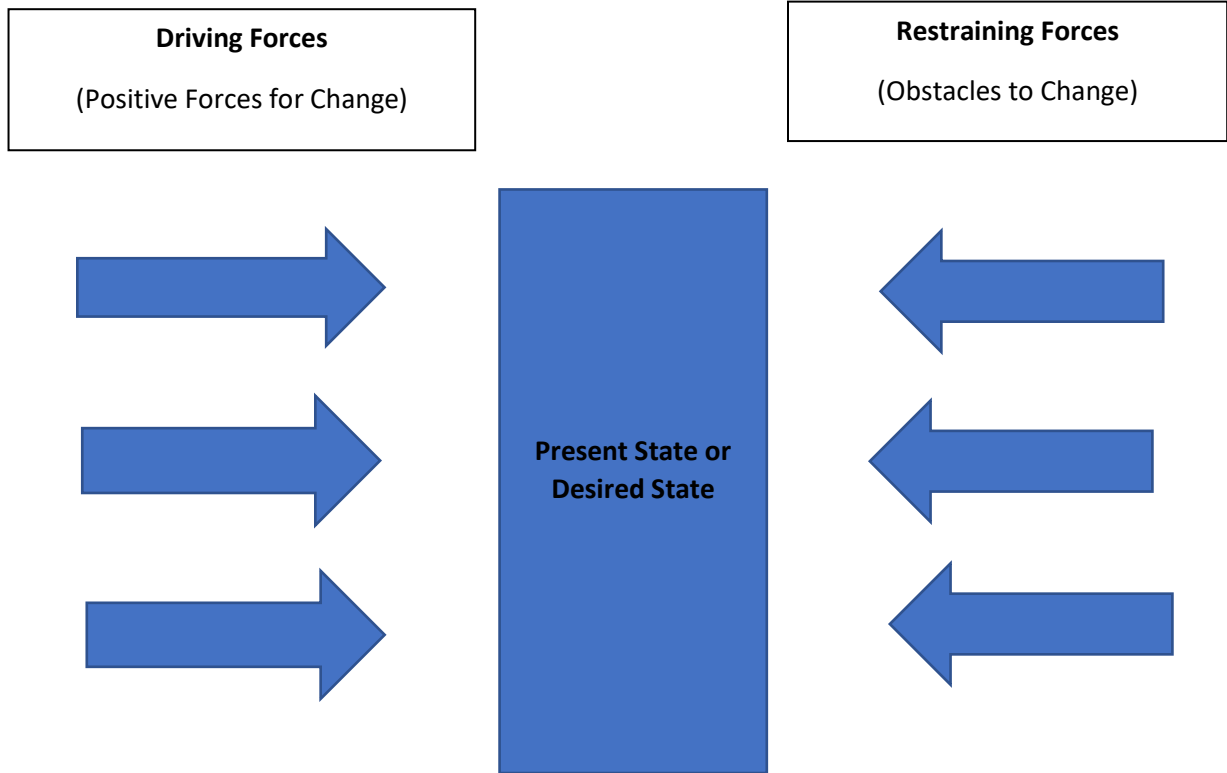 Driving Forces
(Positive Forces for Change)
Restraining Forces
(Obstacles to Change)
Present State or
Desired State